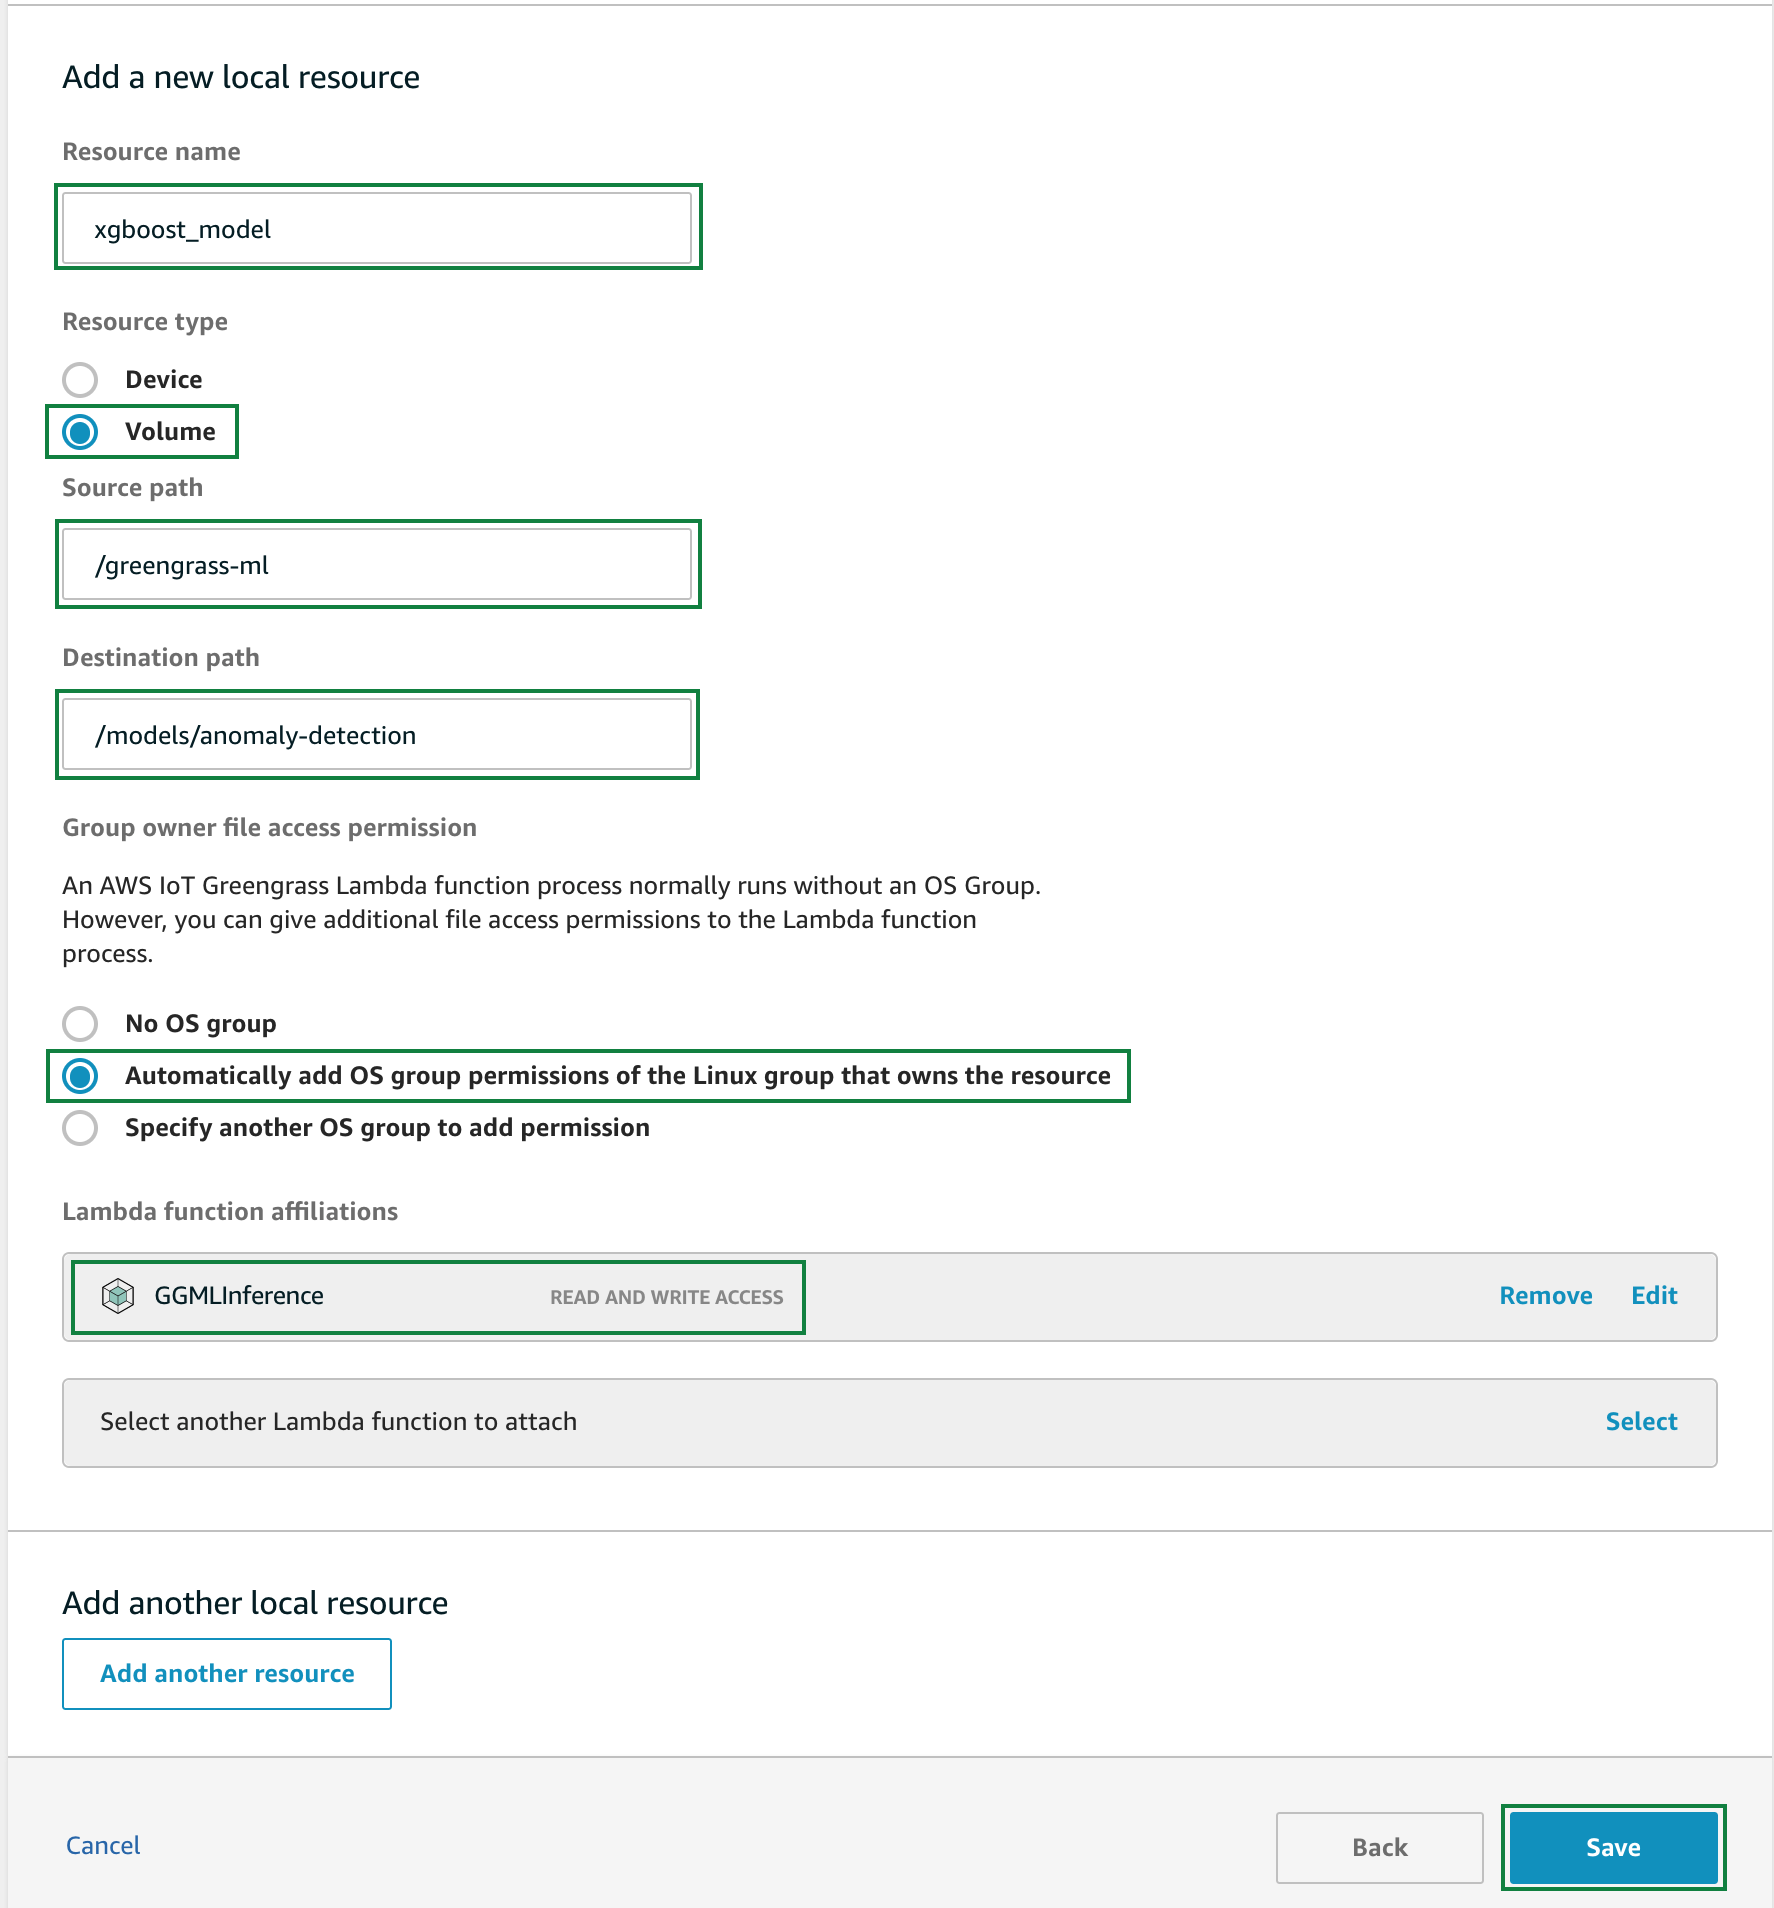 Add a new local resource
Resource name
xgboost_model
Resource type
Device
Volume
Source path
/greengrass-ml
Destination path
/models/anomaly-detection
Group owner file access permission
An AWS IoT Greengrass Lambda function process normally runs without an OS Group.
However, you can give additional file access permissions to the Lambda function
process.
No OS group
Automatically add OS group permissions of the Linux group that owns the resource
Specify another OS group to add permission
Lambda function affiliations
GGMLInference READ AND WRITE ACCESS Remove Edit
Select another Lambda function to attach Select
Add another local resource
Add another resource
Cancel Back Save